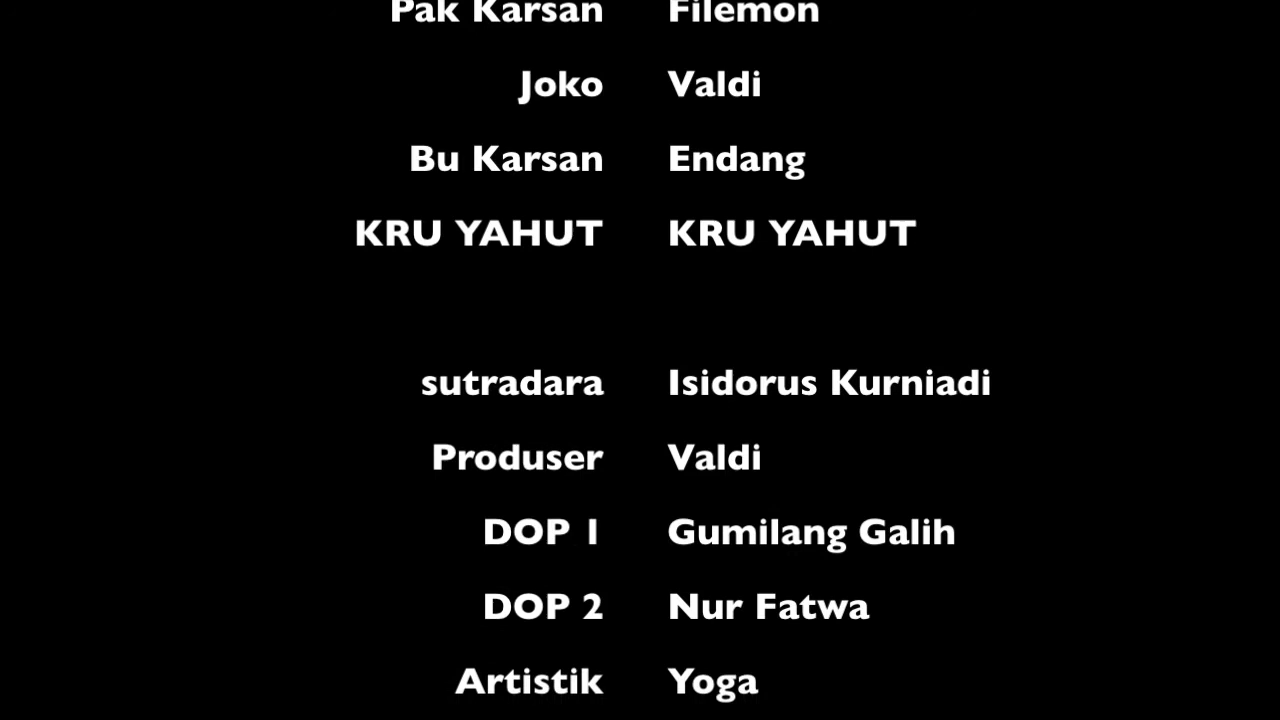 Pak Karsan Filemon
Joko Valdi
Bu Karsan Endang
KRU YAHUT KRU YAHUT
sutradara Isidorus Kurniadi
Produser Valdi
DOP 1 Gumilang Galih
DOP 2 Nur Fatwa
Artistik Yoga